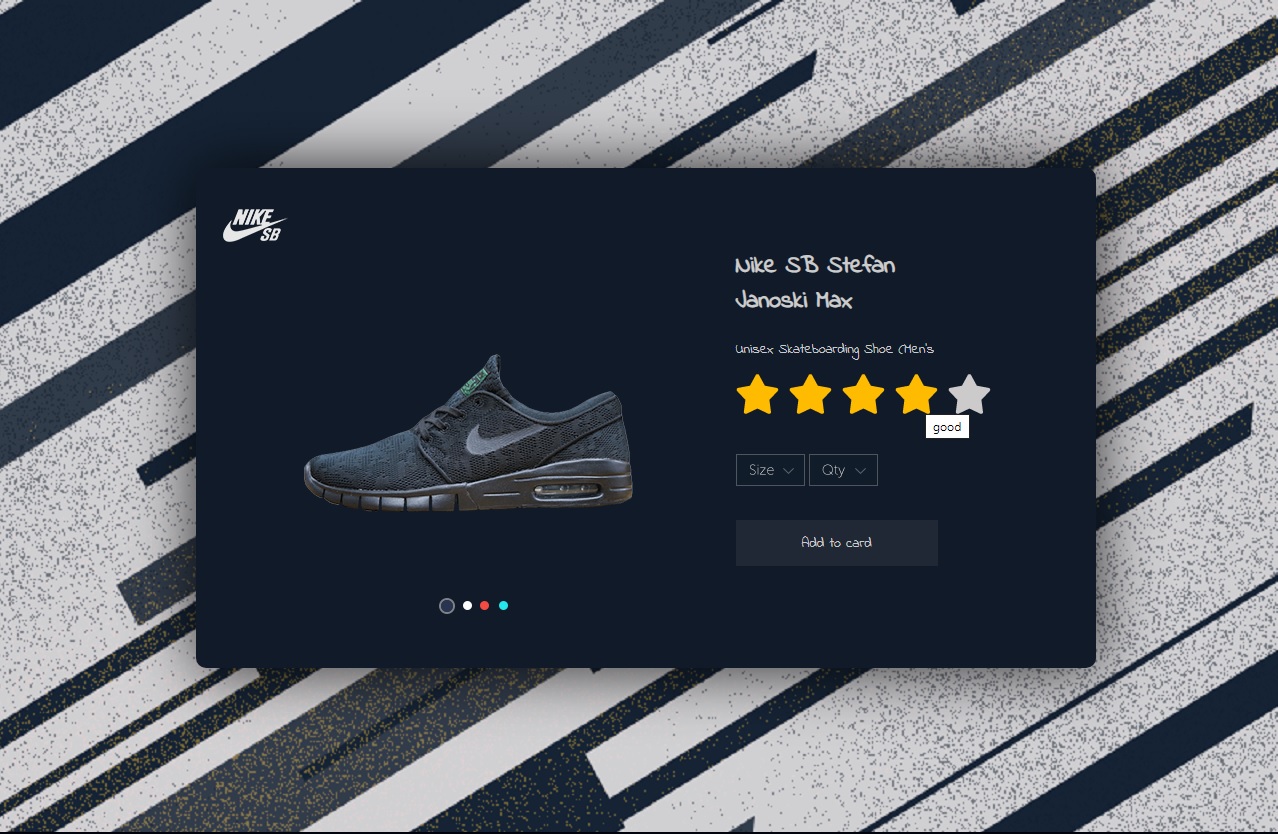 NIKE
SB
Nike SB Stefan
Janoski Max
Unisex Skateboarding Shoe (Men's
good
Size Qty
Add to card